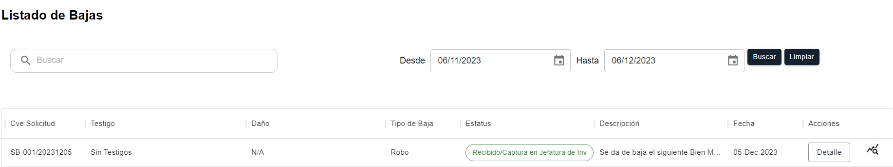 Listado de Bajas
Buscar Desde 06/11/2023 Hasta 06/12/2023 Buscar Limpiar
Cve Solicitud Testigo Daño Tipo de Baja Estatus Descripción Fecha Acciones
SB-001/20231205 Sin Testigos N/A Robo Recibido/Captura en Jefatura de Inv Se da de baja el siguiente Bien M... 05-Dec-2023 Detalle